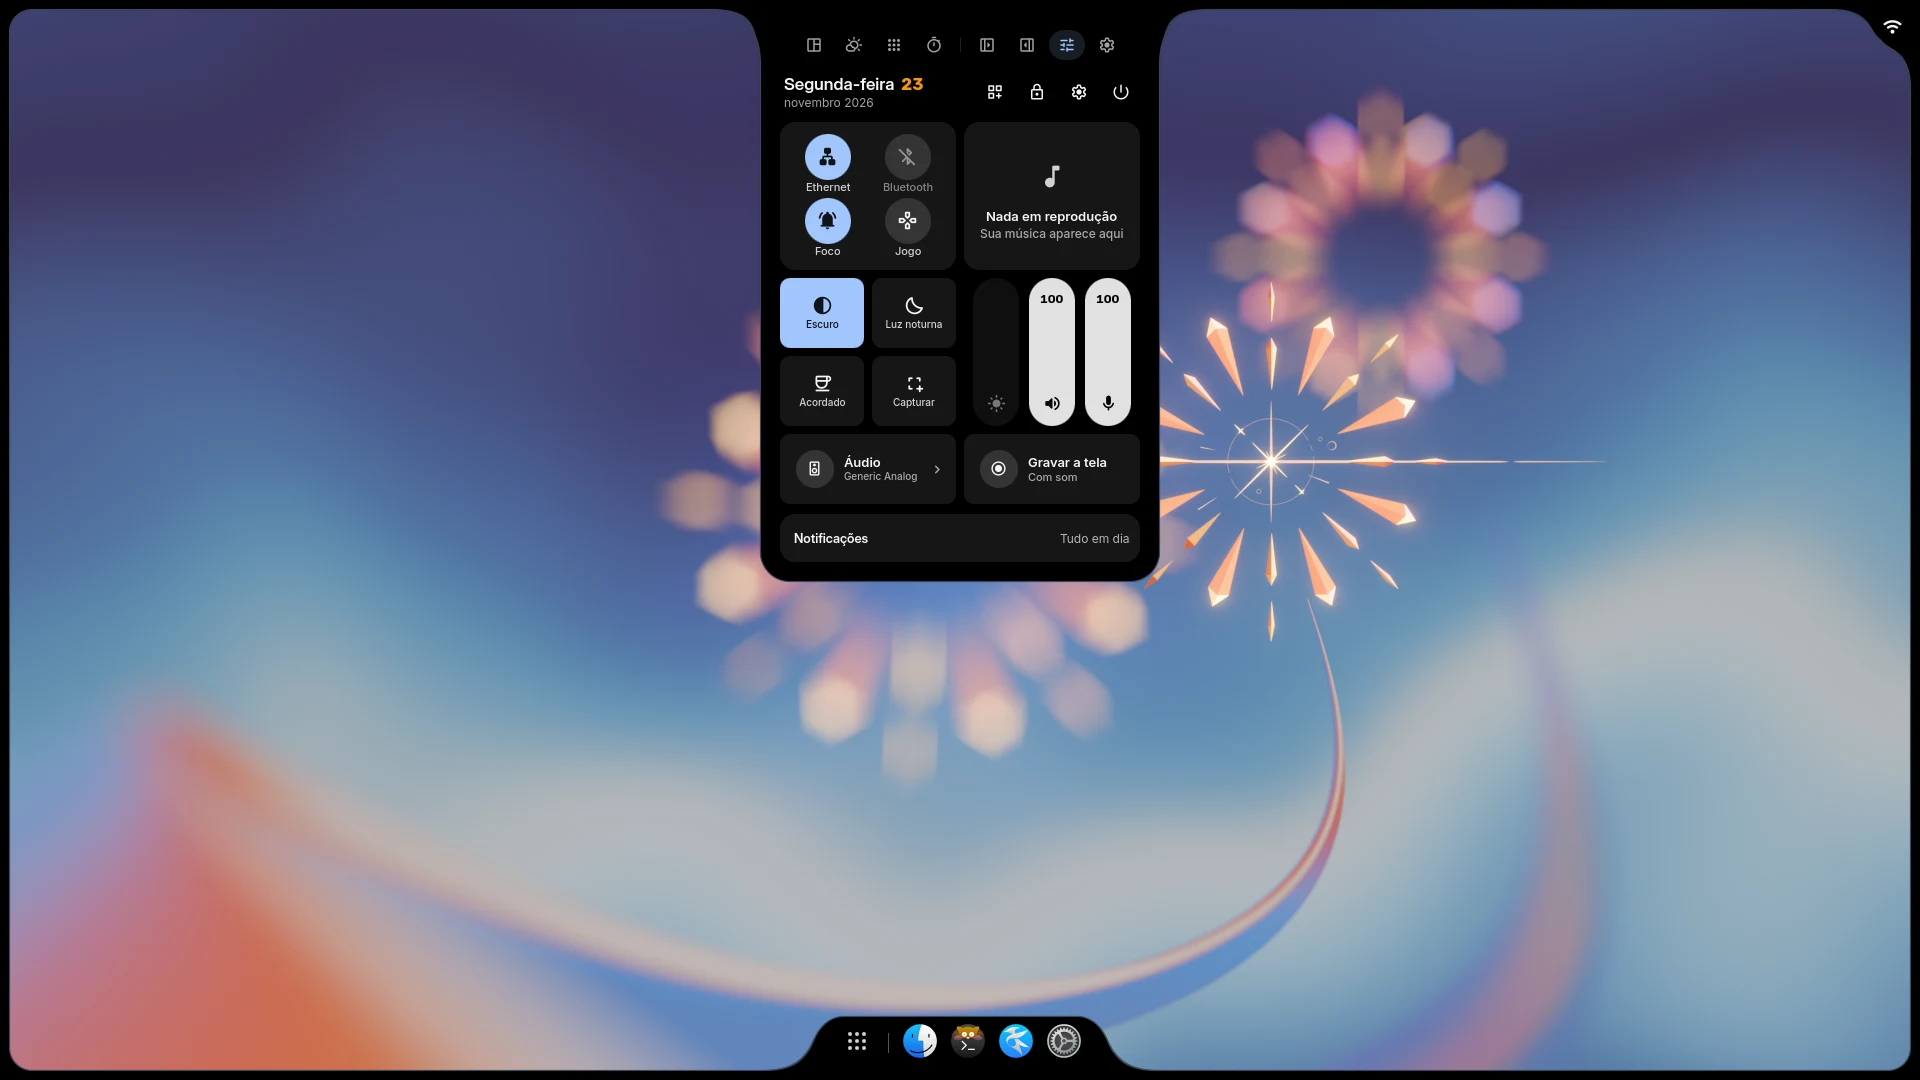 Segunda-feira 23
novembro 2026
Ethernet
Bluetooth
Foco
Jogo
Nada em reprodução
Sua música aparece aqui
Escuro
Luz noturna
100
100
Acordado
Capturar
Áudio
Generic Analog
Gravar a tela
Com som
Notificações
Tudo em dia